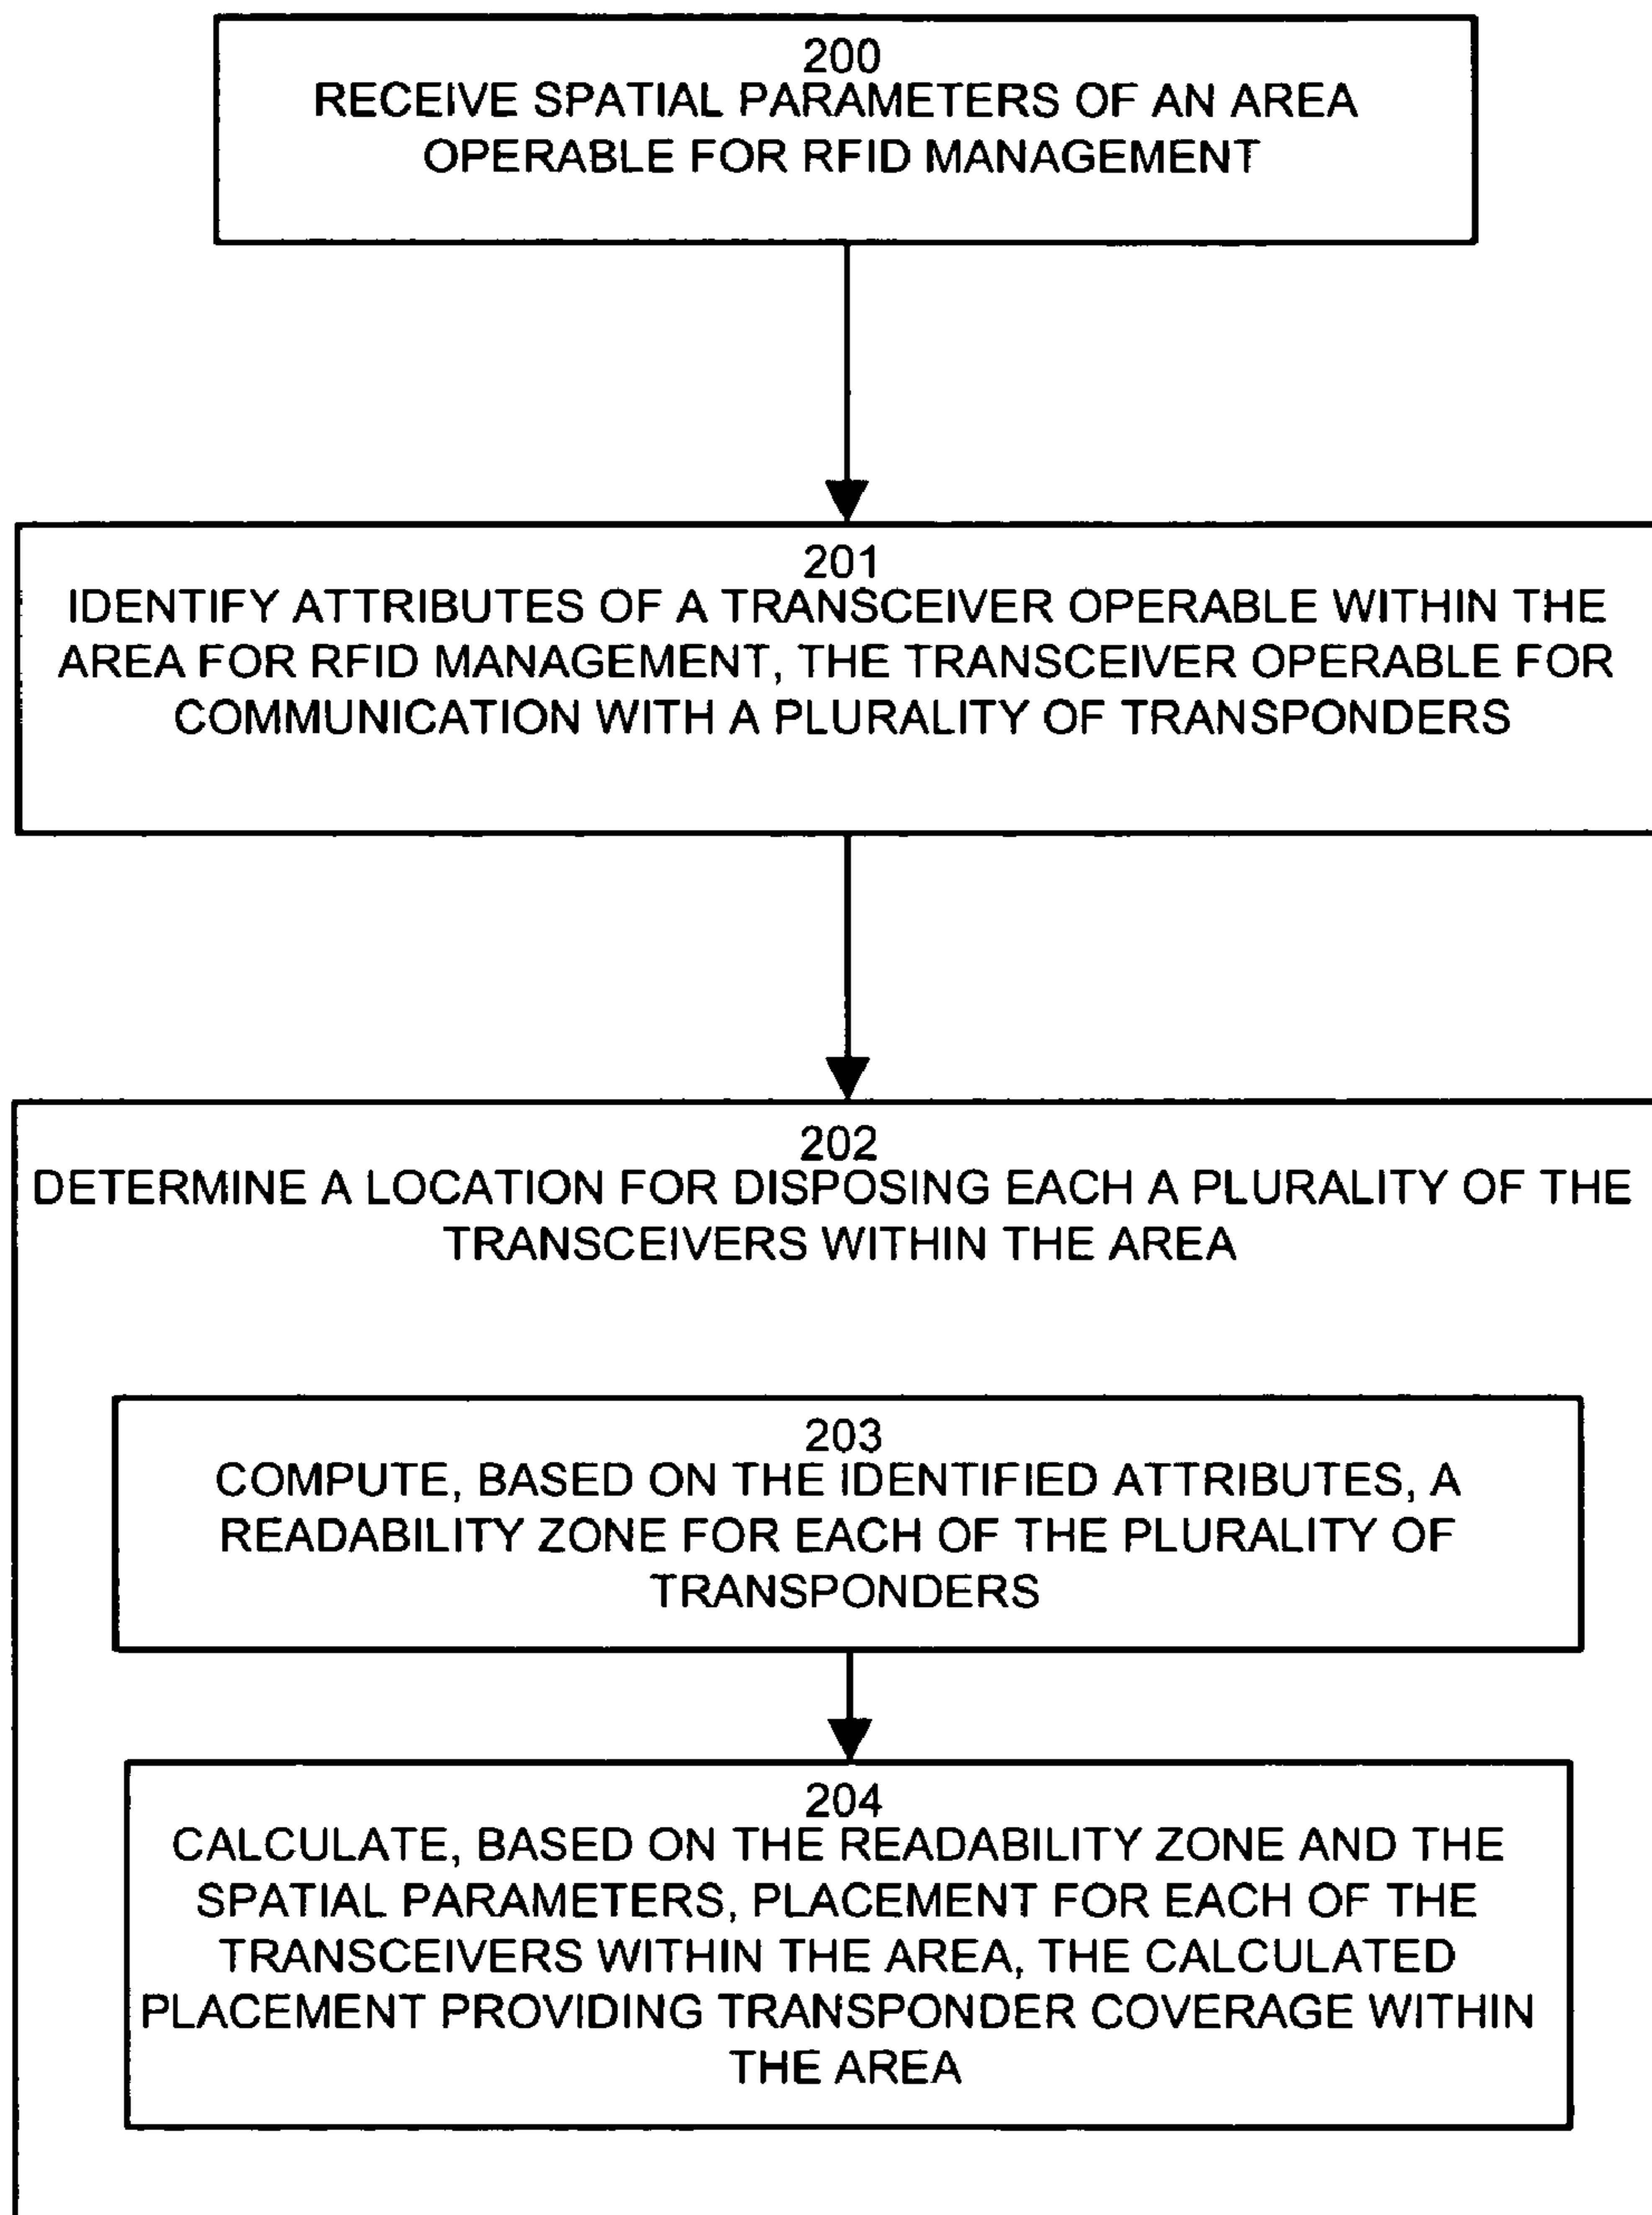 200
RECEIVE SPATIAL PARAMETERS OF AN AREA
OPERABLE FOR RFID MANAGEMENT
201
IDENTIFY ATTRIBUTES OF A TRANSCEIVER OPERABLE WITHIN THE
AREA FOR RFID MANAGEMENT, THE TRANSCEIVER OPERABLE FOR
COMMUNICATION WITH A PLURALITY OF TRANSPONDERS
202
DETERMINE A LOCATION FOR DISPOSING EACH A PLURALITY OF THE
TRANSCEIVERS WITHIN THE AREA
203
COMPUTE, BASED ON THE IDENTIFIED ATTRIBUTES, A
READABILITY ZONE FOR EACH OF THE PLURALITY OF
TRANSPONDERS
204
CALCULATE, BASED ON THE READABILITY ZONE AND THE
SPATIAL PARAMETERS, PLACEMENT FOR EACH OF THE
TRANSCEIVERS WITHIN THE AREA, THE CALCULATED
PLACEMENT PROVIDING TRANSPONDER COVERAGE WITHIN
THE AREA